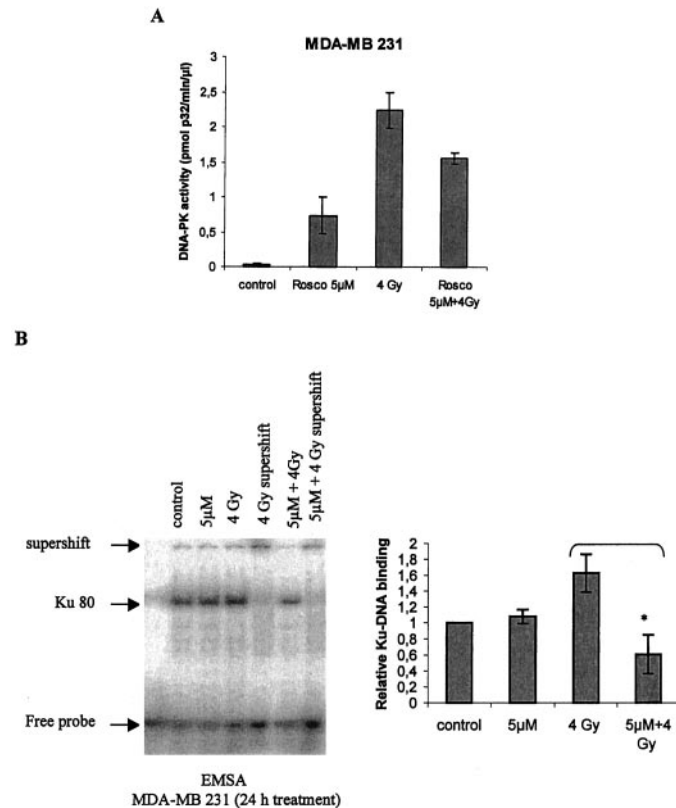 A
MDA-MB 231
DNA-PK activity (pmol p32/min/µl)
3
2,5
2
1,5
1
0,5
0
control
Rosco 5µM
4 Gy
Rosco
5µM+4Gy
B
control
5µM
4 Gy
4 Gy supershift
5µM + 4Gy
5µM + 4 Gy supershift
supershift
Ku 80
Free probe
EMSA
MDA-MB 231 (24 h treatment)
Relative Ku-DNA binding
2
1,8
1,6
1,4
1,2
1
0,8
0,6
0,4
0,2
0
*
control
5µM
4 Gy
5µM+4
Gy